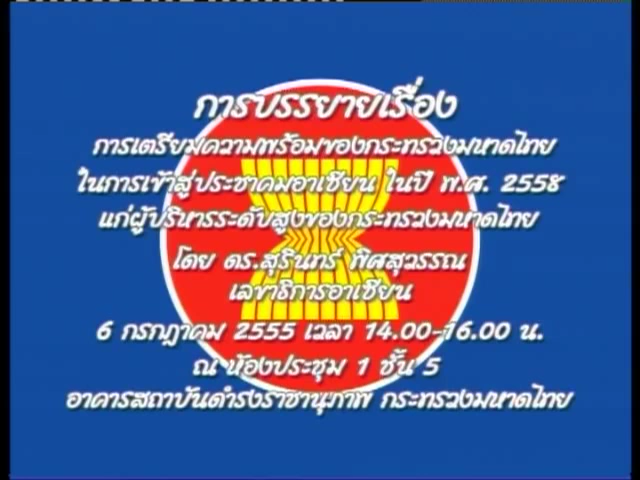 การบรรยายเรื่อง
การเตรียมความพร้อมของกระทรวงมหาดไทย
ในการเข้าสู่ประชาคมอาเซียน ในปี พ.ศ. 2558
แก่ผู้บริหารระดับสูงของกระทรวงมหาดไทย
โดย ดร.สุรินทร์ พิศสุวรรณ
เลขาธิการอาเซียน
6 กรกฎาคม 2555 เวลา 14.00-16.00 น.
ณ ห้องประชุม 1 ชั้น 5
อาคารสถาบันดำรงราชานุภาพ กระทรวงมหาดไทย